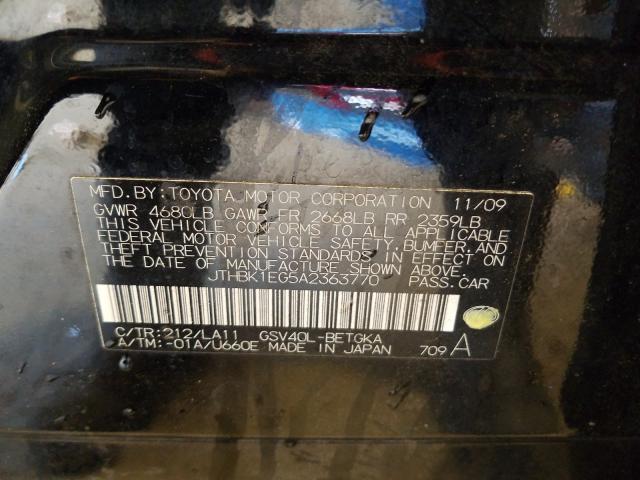 MFD.BY:TOYOTA MOTOR CORPORATION 11/09
GVWR 4680LB GAWR FR 2668LB RR 2359LB
THIS VEHICLE CONFORMS TO ALL APPLICABLE
FEDERAL MOTOR VEHICLE SAFETY, BUMPER, AND
THEFT PREVENTION STANDARDS IN EFFECT ON
THE DATE OF MANUFACTURE SHOWN ABOVE.
JTHBK1EG5A2363770 PASS.CAR
C/TR:212/LA11 GSV40L-BETGKA
A/TM:-01A/U660E MADE IN JAPAN 709 A